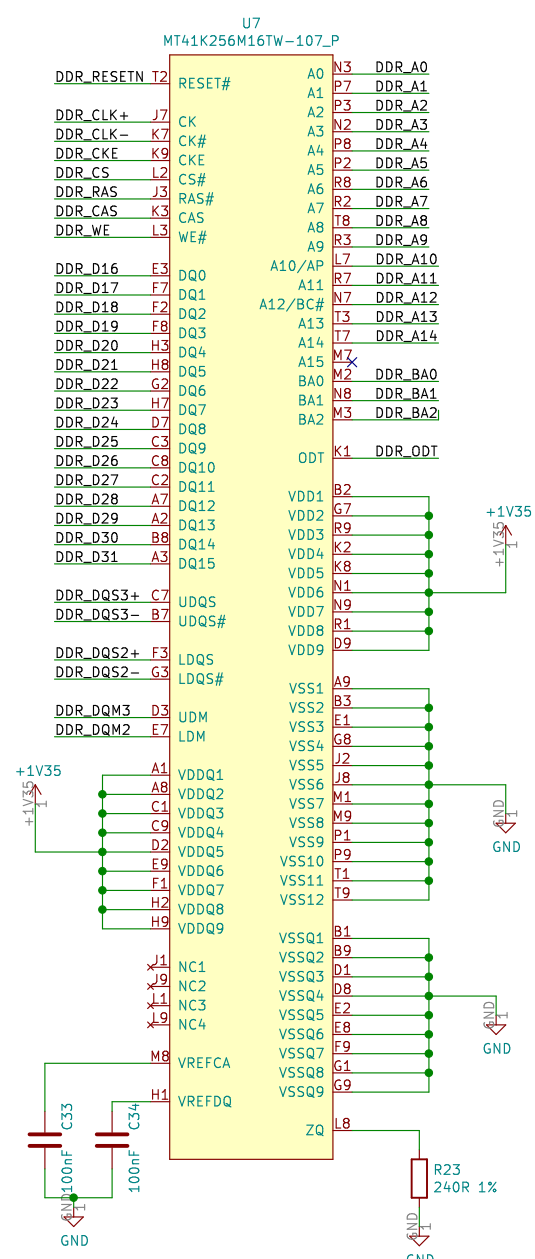 U7
MT41K256M16TW-107_P
DDR_RESETN T2 RESET#
DDR_CLK+ J7 CK
DDR_CLK- K7 CK#
DDR_CKE K9 CKE
DDR_CS L2 CS#
DDR_RAS J3 RAS#
DDR_CAS K3 CAS
DDR_WE L3 WE#
DDR_D16 E3 DQ0
DDR_D17 F7 DQ1
DDR_D18 F2 DQ2
DDR_D19 F8 DQ3
DDR_D20 H3 DQ4
DDR_D21 H8 DQ5
DDR_D22 G2 DQ6
DDR_D23 H7 DQ7
DDR_D24 D7 DQ8
DDR_D25 C3 DQ9
DDR_D26 C8 DQ10
DDR_D27 C2 DQ11
DDR_D28 A7 DQ12
DDR_D29 A2 DQ13
DDR_D30 B8 DQ14
DDR_D31 A3 DQ15
DDR_DQS3+ C7 UDQS
DDR_DQS3- B7 UDQS#
DDR_DQS2+ F3 LDQS
DDR_DQS2- G3 LDQS#
DDR_DQM3 D3 UDM
DDR_DQM2 E7 LDM
+1V35
+1V35
1
A1 VDDQ1
A8 VDDQ2
C1 VDDQ3
C9 VDDQ4
D2 VDDQ5
E9 VDDQ6
F1 VDDQ7
H2 VDDQ8
H9 VDDQ9
J1 NC1
J9 NC2
L1 NC3
L9 NC4
M8 VREFCA
H1 VREFDQ
C33
100nF
C34
100nF
GND
1
GND
A0 N3 DDR_A0
A1 P7 DDR_A1
A2 P3 DDR_A2
A3 N2 DDR_A3
A4 P8 DDR_A4
A5 P2 DDR_A5
A6 R8 DDR_A6
A7 R2 DDR_A7
A8 T8 DDR_A8
A9 R3 DDR_A9
A10/AP L7 DDR_A10
A11 R7 DDR_A11
A12/BC# N7 DDR_A12
A13 T3 DDR_A13
A14 T7 DDR_A14
A15 M7
BA0 M2 DDR_BA0
BA1 N8 DDR_BA1
BA2 M3 DDR_BA2
ODT K1 DDR_ODT
VDD1 B2
VDD2 G7
VDD3 R9
VDD4 K2
VDD5 K8
VDD6 N1
VDD7 N9
VDD8 R1
VDD9 D9
+1V35
+1V35
1
VSS1 A9
VSS2 B3
VSS3 E1
VSS4 G8
VSS5 J2
VSS6 J8
VSS7 M1
VSS8 M9
VSS9 P1
VSS10 P9
VSS11 T1
VSS12 T9
GND
1
GND
VSSQ1 B1
VSSQ2 B9
VSSQ3 D1
VSSQ4 D8
VSSQ5 E2
VSSQ6 E8
VSSQ7 F9
VSSQ8 G1
VSSQ9 G9
GND
1
GND
ZQ L8
R23
240R 1%
GND
1
GND